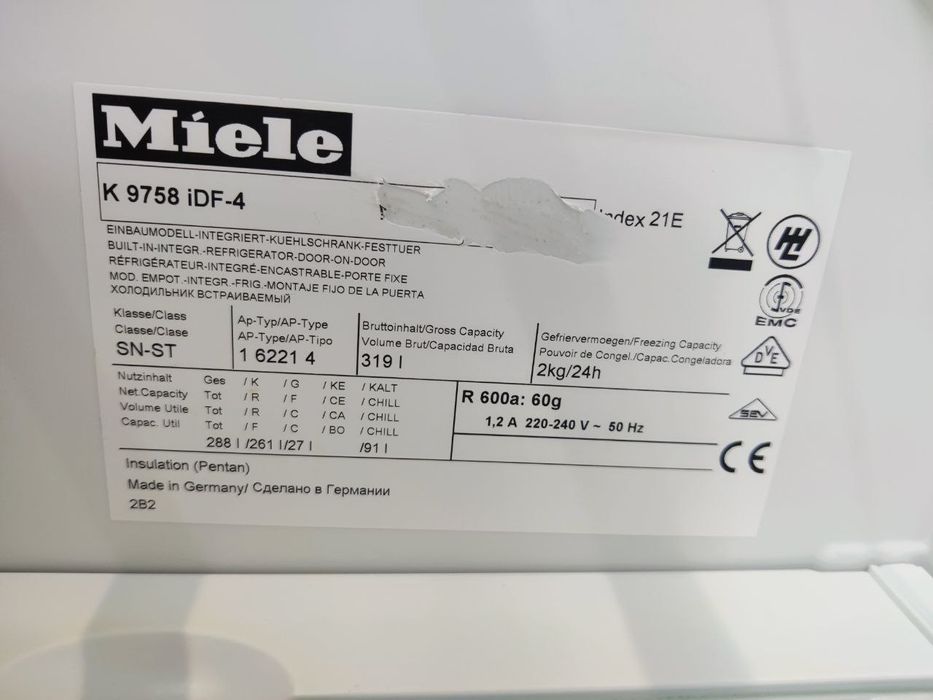 Miele
K 9758 iDF-4
Index 21E
EINBAUMODELL-INTEGRIERT-KUEHLSCHRANK-FESTTUER
BUILT-IN-INTEGR.-REFRIGERATOR-DOOR-ON-DOOR
RÉFRIGÉRATEUR-INTEGRÉ-ENCASTRABLE-PORTE FIXE
MOD. EMPOT.-INTEGR.-FRIG.-MONTAJE FIJO DE LA PUERTA
ХОЛОДИЛЬНИК ВСТРАИВАЕМЫЙ
VDE
EMC
Klasse/Class
Classe/Clase
SN-ST
Ap-Typ/AP-Type
AP-Type/AP-Tipo
1 6221 4
Bruttoinhalt/Gross Capacity
Volume Brut/Capacidad Bruta
319 l
Gefriervermoegen/Freezing Capacity
Pouvoir de Congel./Capac.Congeladora
2kg/24h
DVE
Nutzinhalt Ges / K / G / KE / KALT
Net.Capacity Tot / R / F / CE / CHILL
Volume Utile Tot / R / C / CA / CHILL
Capac. Util Tot / F / C / BO / CHILL
288 l /261 l /27 l /91 l
R 600a: 60g
1,2 A 220-240 V ~ 50 Hz
SEV
CE
Insulation (Pentan)
Made in Germany/ Сделано в Германии
2B2